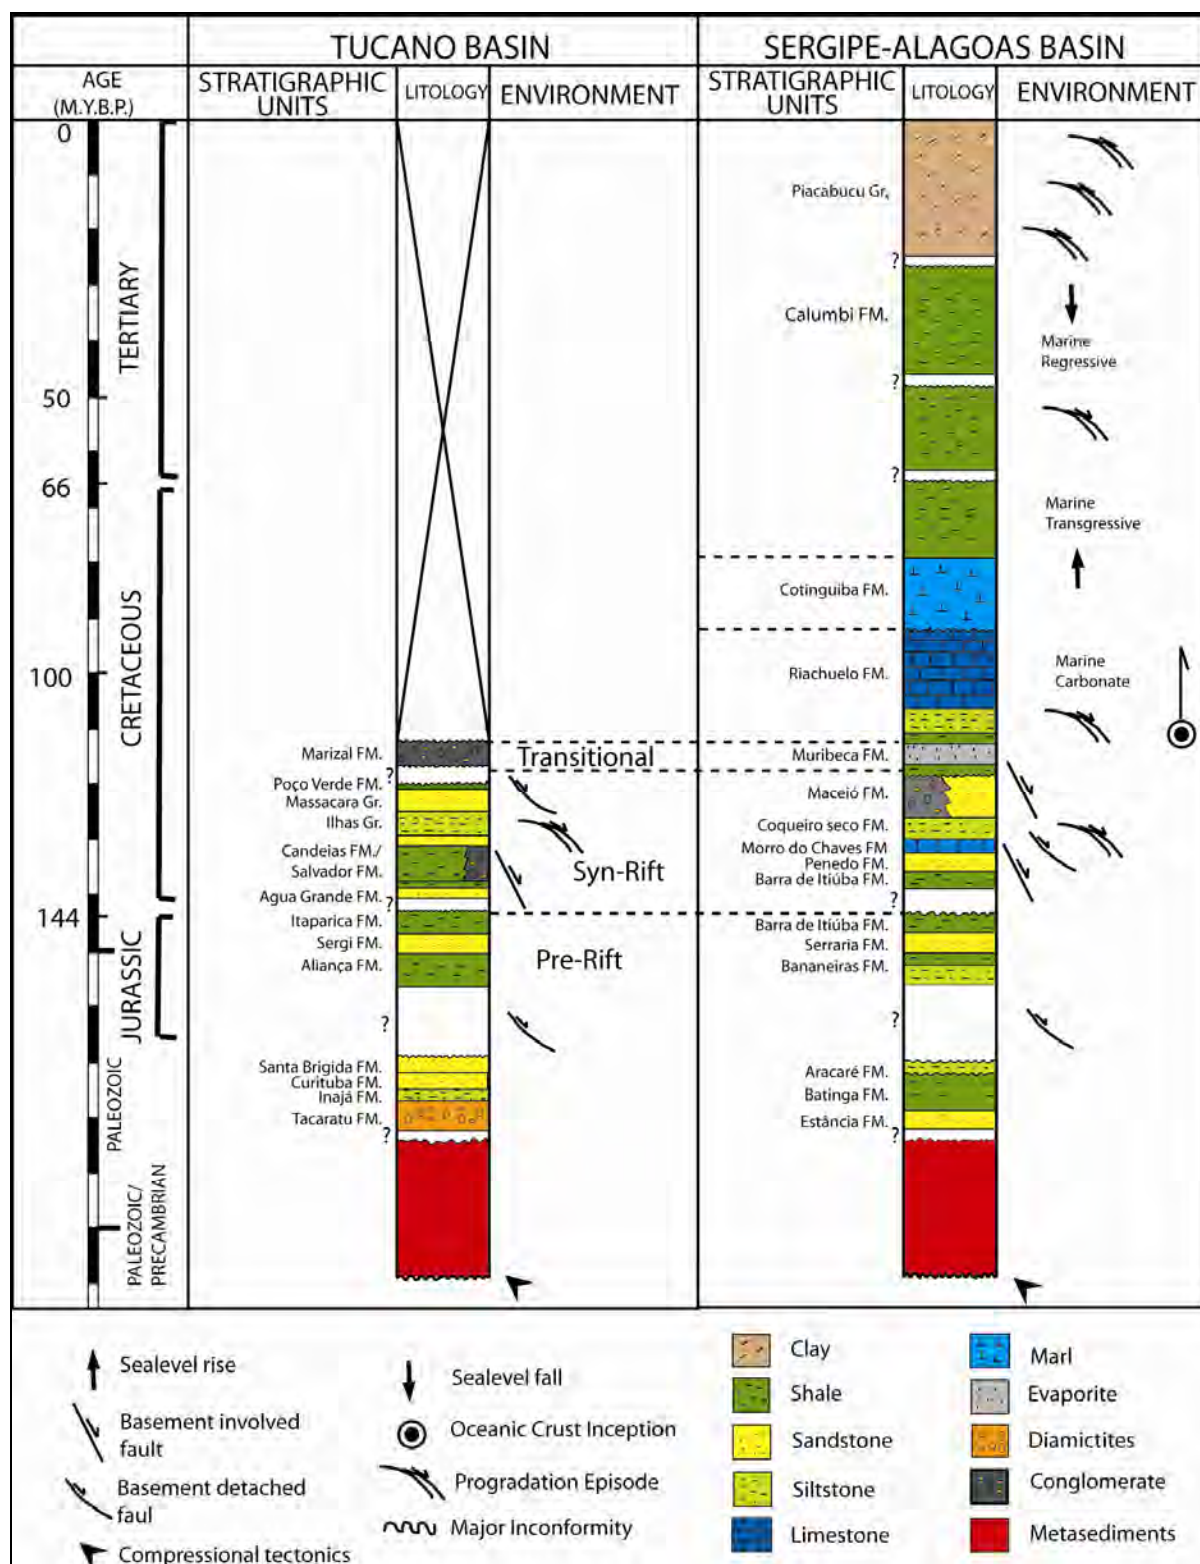 TUCANO BASIN
SERGIPE-ALAGOAS BASIN
AGE
(M.Y.B.P.)
STRATIGRAPHIC
UNITS
LITOLOGY
ENVIRONMENT
STRATIGRAPHIC
UNITS
LITOLOGY
ENVIRONMENT
0
50
66
100
144
TERTIARY
CRETACEOUS
JURASSIC
PALEOZOIC
PALEOZOIC/
PRECAMBRIAN
Marizal FM.
?
Poço Verde FM.
Massacara Gr.
Ilhas Gr.
Candeias FM./
Salvador FM.
Agua Grande FM.
?
Itaparica FM.
Sergi FM.
Aliança FM.
?
Santa Brigida FM.
Curituba FM.
Inajá FM.
Tacaratu FM.
?
Transitional
Syn-Rift
Pre-Rift
Piacabucu Gr.
?
Calumbi FM.
?
?
Cotinguiba FM.
Riachuelo FM.
Muribeca FM.
Maceió FM.
Coqueiro seco FM.
Morro do Chaves FM
Penedo FM.
Barra de Itiúba FM.
?
Barra de Itiúba FM.
Serraria FM.
Bananeiras FM.
?
Aracaré FM.
Batinga FM.
Estância FM.
?
Marine
Regressive
Marine
Transgressive
Marine
Carbonate
Sealevel rise
Basement involved
fault
Basement detached
faul
Compressional tectonics
Sealevel fall
Oceanic Crust Inception
Progradation Episode
Major Inconformity
Clay
Shale
Sandstone
Siltstone
Limestone
Marl
Evaporite
Diamictites
Conglomerate
Metasediments